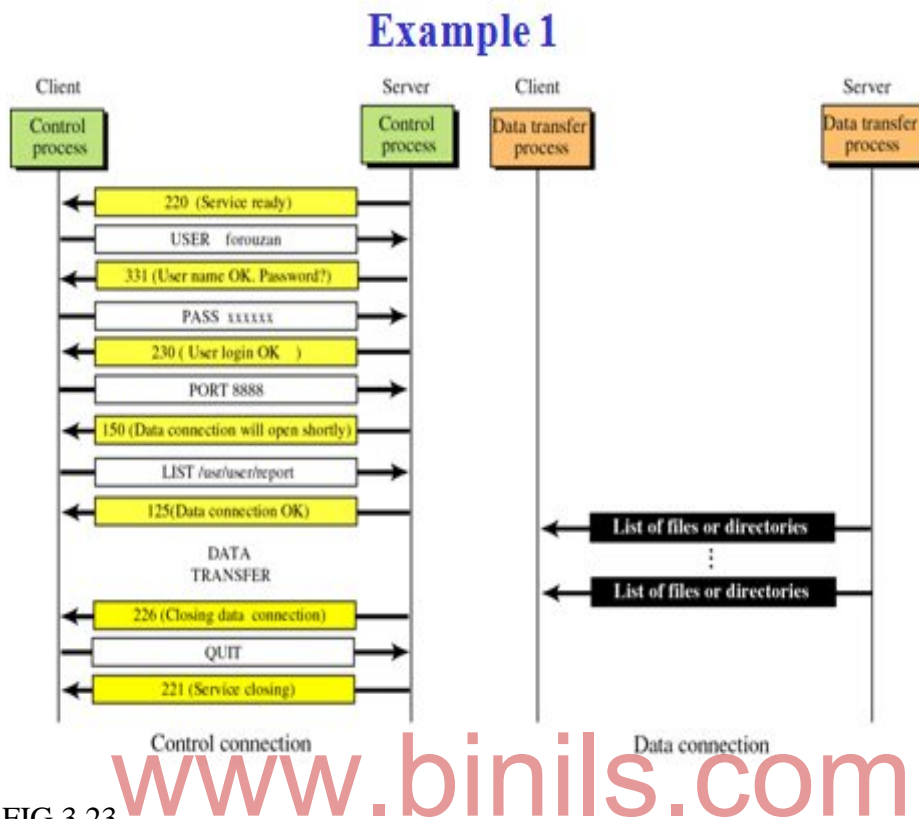 Example 1
Client
Server
Client
Server
Control
process
Control
process
Data transfer
process
Data transfer
process
220 (Service ready)
USER forouzan
331 (User name OK. Password?)
PASS xxxxxx
230 ( User login OK )
PORT 8888
150 (Data connection will open shortly)
LIST /usr/user/report
125(Data connection OK)
List of files or directories
DATA
TRANSFER
List of files or directories
226 (Closing data connection)
QUIT
221 (Service closing)
Control connection
Data connection
www.binils.com
FIG 3.23